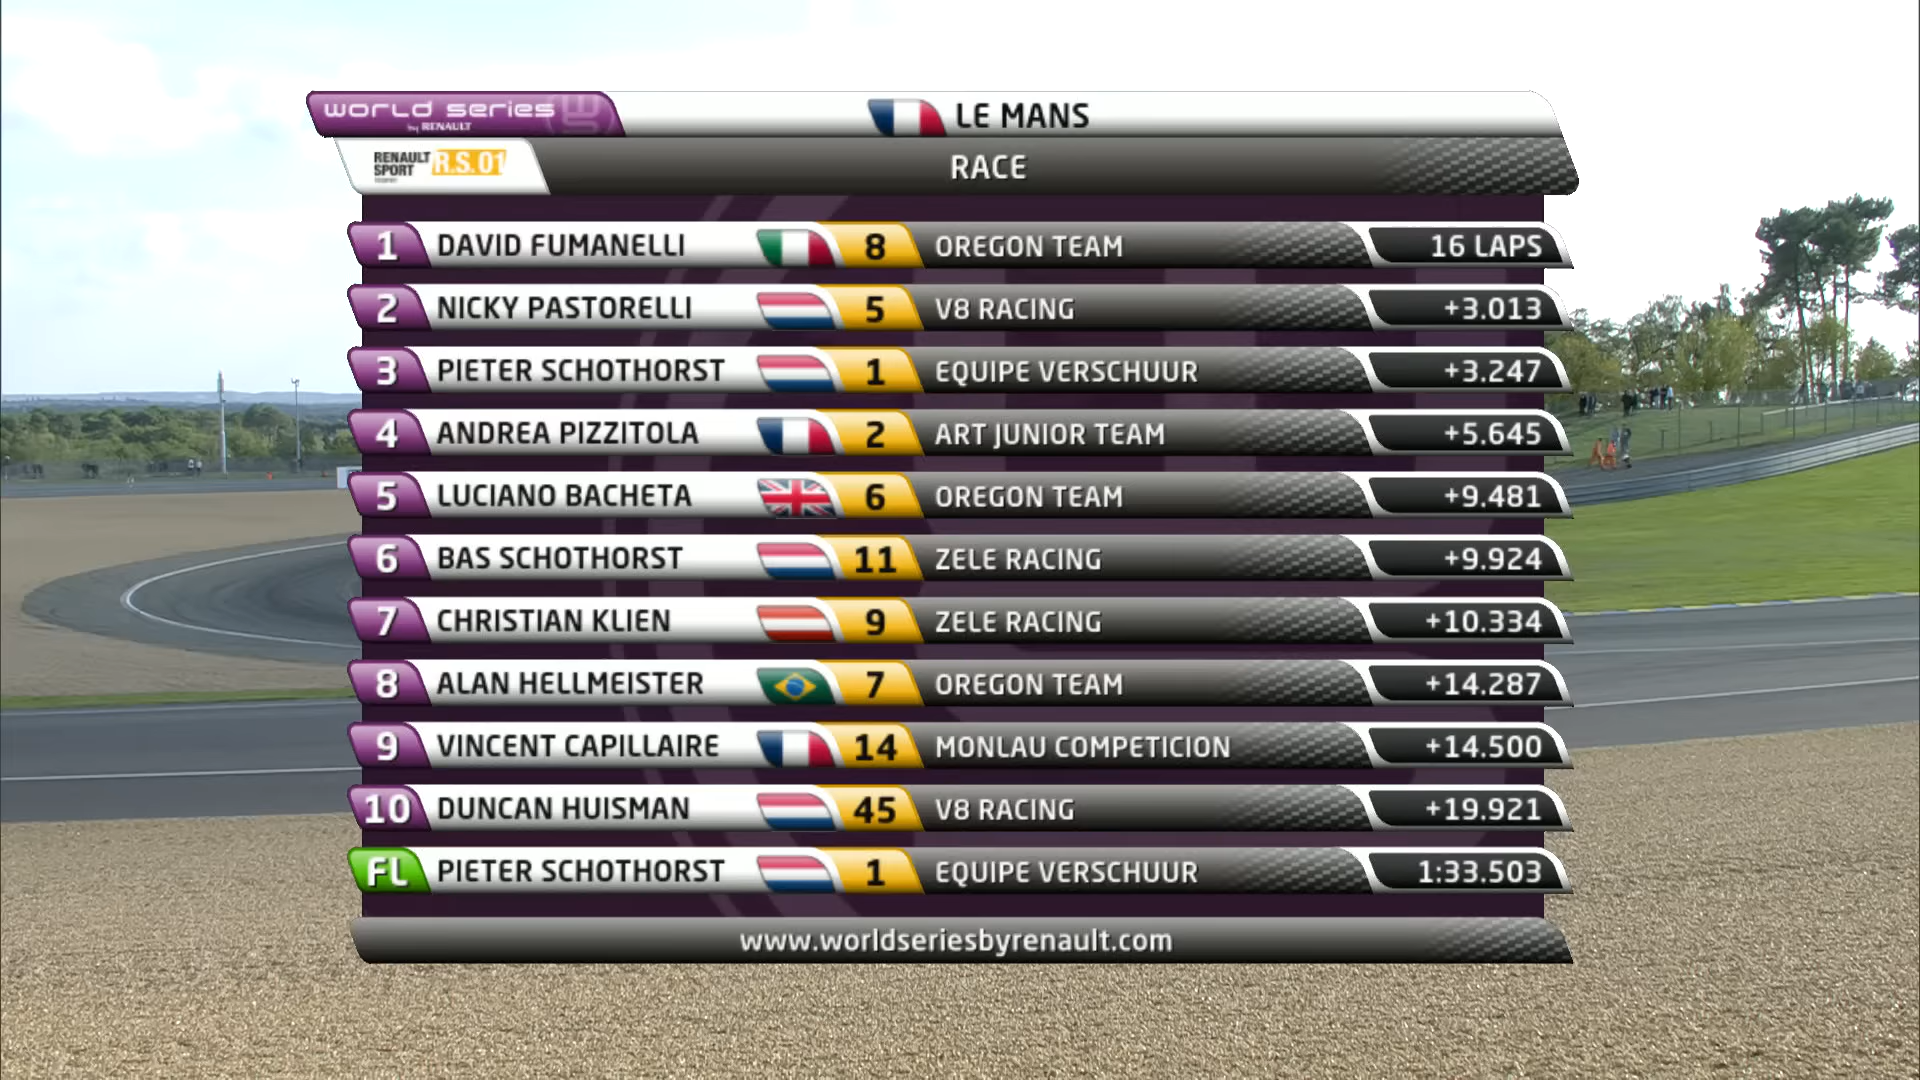 world series
by RENAULT
LE MANS
RENAULT SPORT R.S.01
RACE
1 DAVID FUMANELLI 8 OREGON TEAM 16 LAPS
2 NICKY PASTORELLI 5 V8 RACING +3.013
3 PIETER SCHOTHORST 1 EQUIPE VERSCHUUR +3.247
4 ANDREA PIZZITOLA 2 ART JUNIOR TEAM +5.645
5 LUCIANO BACHETA 6 OREGON TEAM +9.481
6 BAS SCHOTHORST 11 ZELE RACING +9.924
7 CHRISTIAN KLIEN 9 ZELE RACING +10.334
8 ALAN HELLMEISTER 7 OREGON TEAM +14.287
9 VINCENT CAPILLAIRE 14 MONLAU COMPETICION +14.500
10 DUNCAN HUISMAN 45 V8 RACING +19.921
FL PIETER SCHOTHORST 1 EQUIPE VERSCHUUR 1:33.503
www.worldseriesbyrenault.com